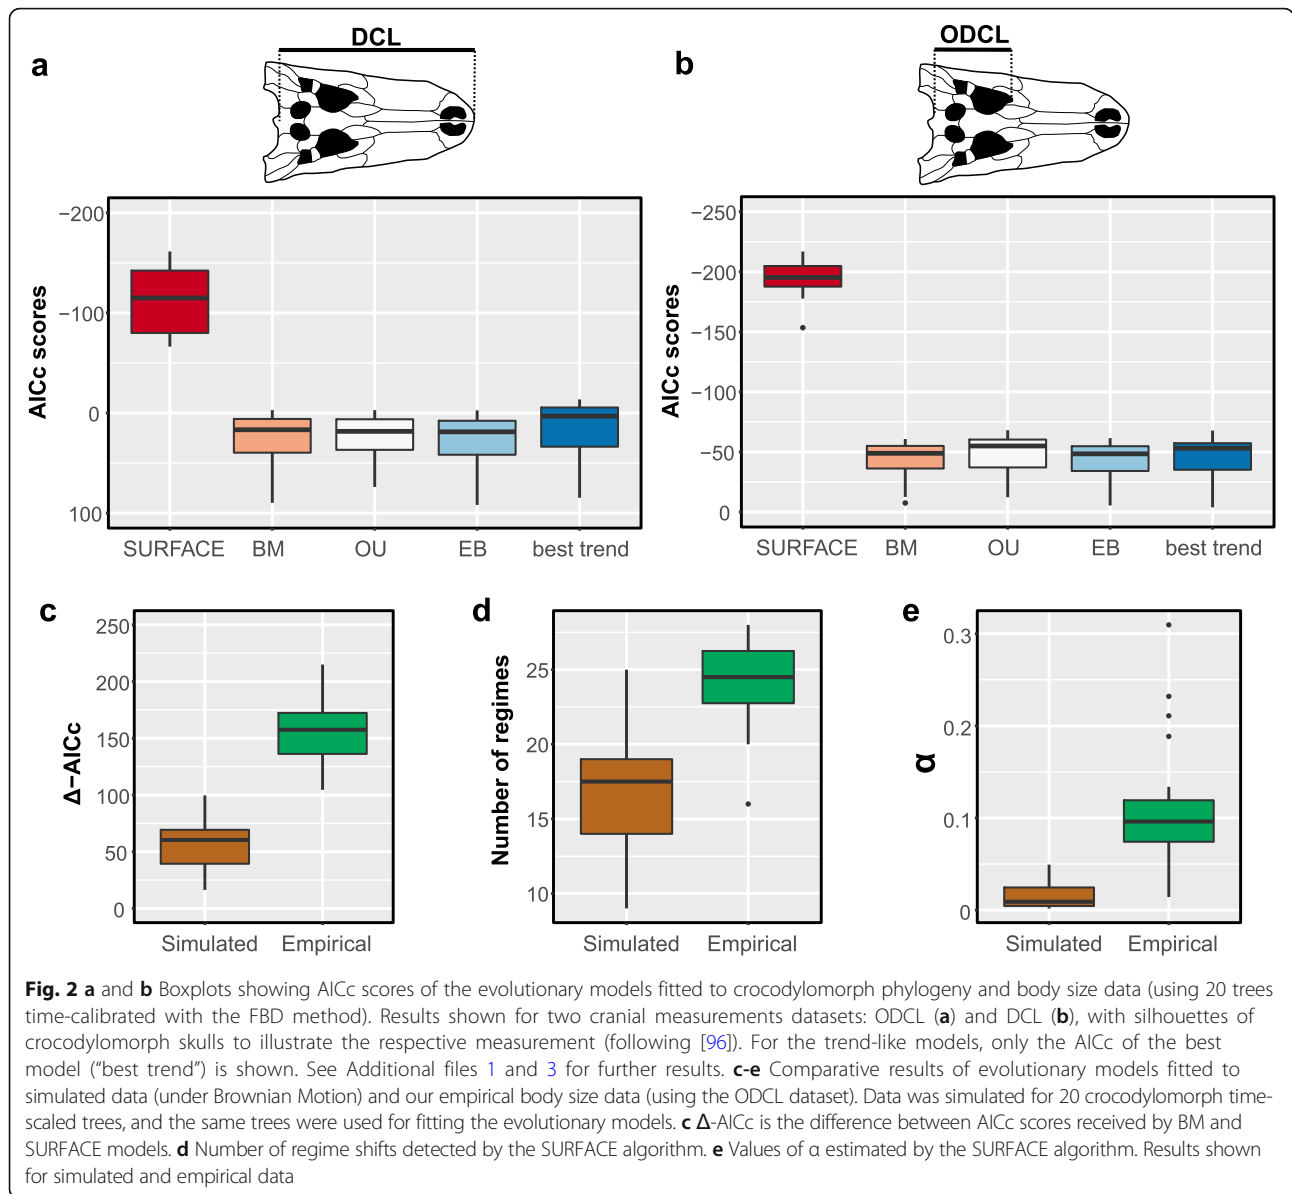 a
DCL
b
ODCL
AICc scores
−200
−100
0
100
SURFACE BM OU EB best trend
AICc scores
−250
−200
−150
−100
−50
0
SURFACE BM OU EB best trend
c
Δ−AICc
250
200
150
100
50
0
Simulated Empirical
d
Number of regimes
25
20
15
10
Simulated Empirical
e
α
0.3
0.2
0.1
0
Simulated Empirical
Fig. 2 a and b Boxplots showing AICc scores of the evolutionary models fitted to crocodylomorph phylogeny and body size data (using 20 trees
time-calibrated with the FBD method). Results shown for two cranial measurements datasets: ODCL (a) and DCL (b), with silhouettes of
crocodylomorph skulls to illustrate the respective measurement (following [96]). For the trend-like models, only the AICc of the best
model ("best trend") is shown. See Additional files 1 and 3 for further results. c-e Comparative results of evolutionary models fitted to
simulated data (under Brownian Motion) and our empirical body size data (using the ODCL dataset). Data was simulated for 20 crocodylomorph time-
scaled trees, and the same trees were used for fitting the evolutionary models. c Δ-AICc is the difference between AICc scores received by BM and
SURFACE models. d Number of regime shifts detected by the SURFACE algorithm. e Values of α estimated by the SURFACE algorithm. Results shown
for simulated and empirical data